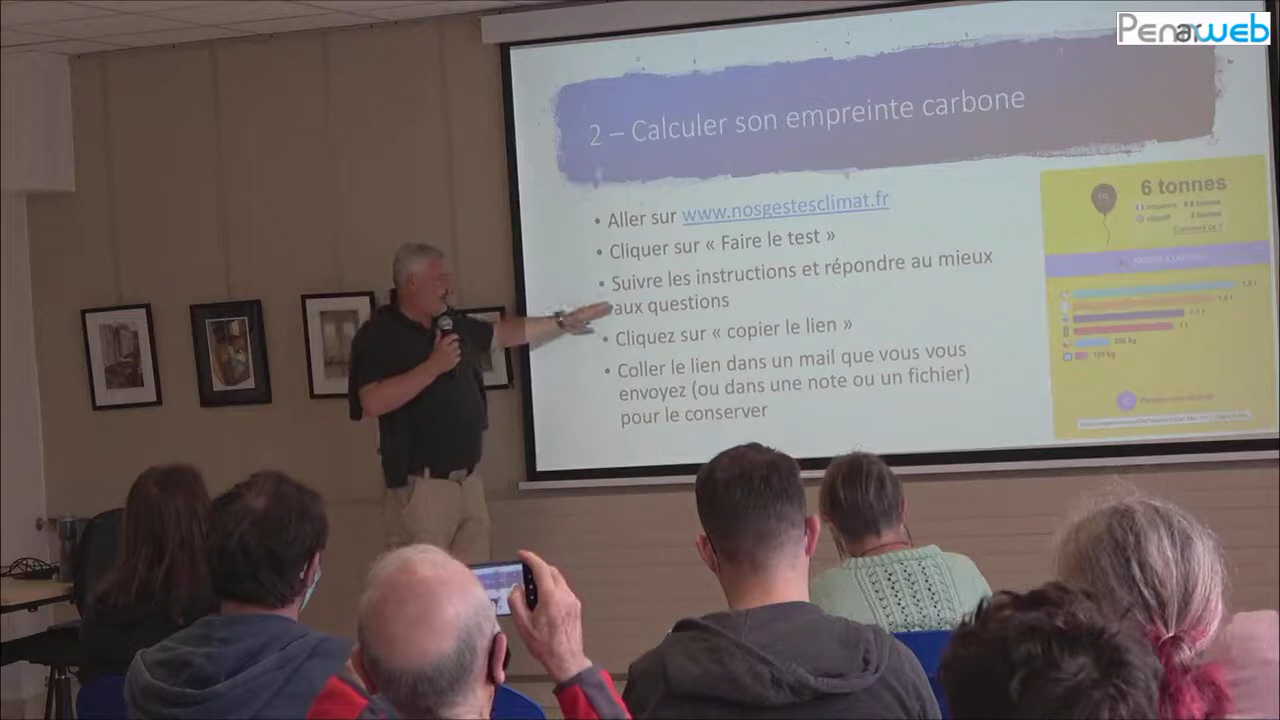 Penarweb
2 – Calculer son empreinte carbone
• Aller sur www.nosgestesclimat.fr
• Cliquer sur « Faire le test »
• Suivre les instructions et répondre au mieux
aux questions
• Cliquez sur « copier le lien »
• Coller le lien dans un mail que vous vous
envoyez (ou dans une note ou un fichier)
pour le conserver
6 tonnes